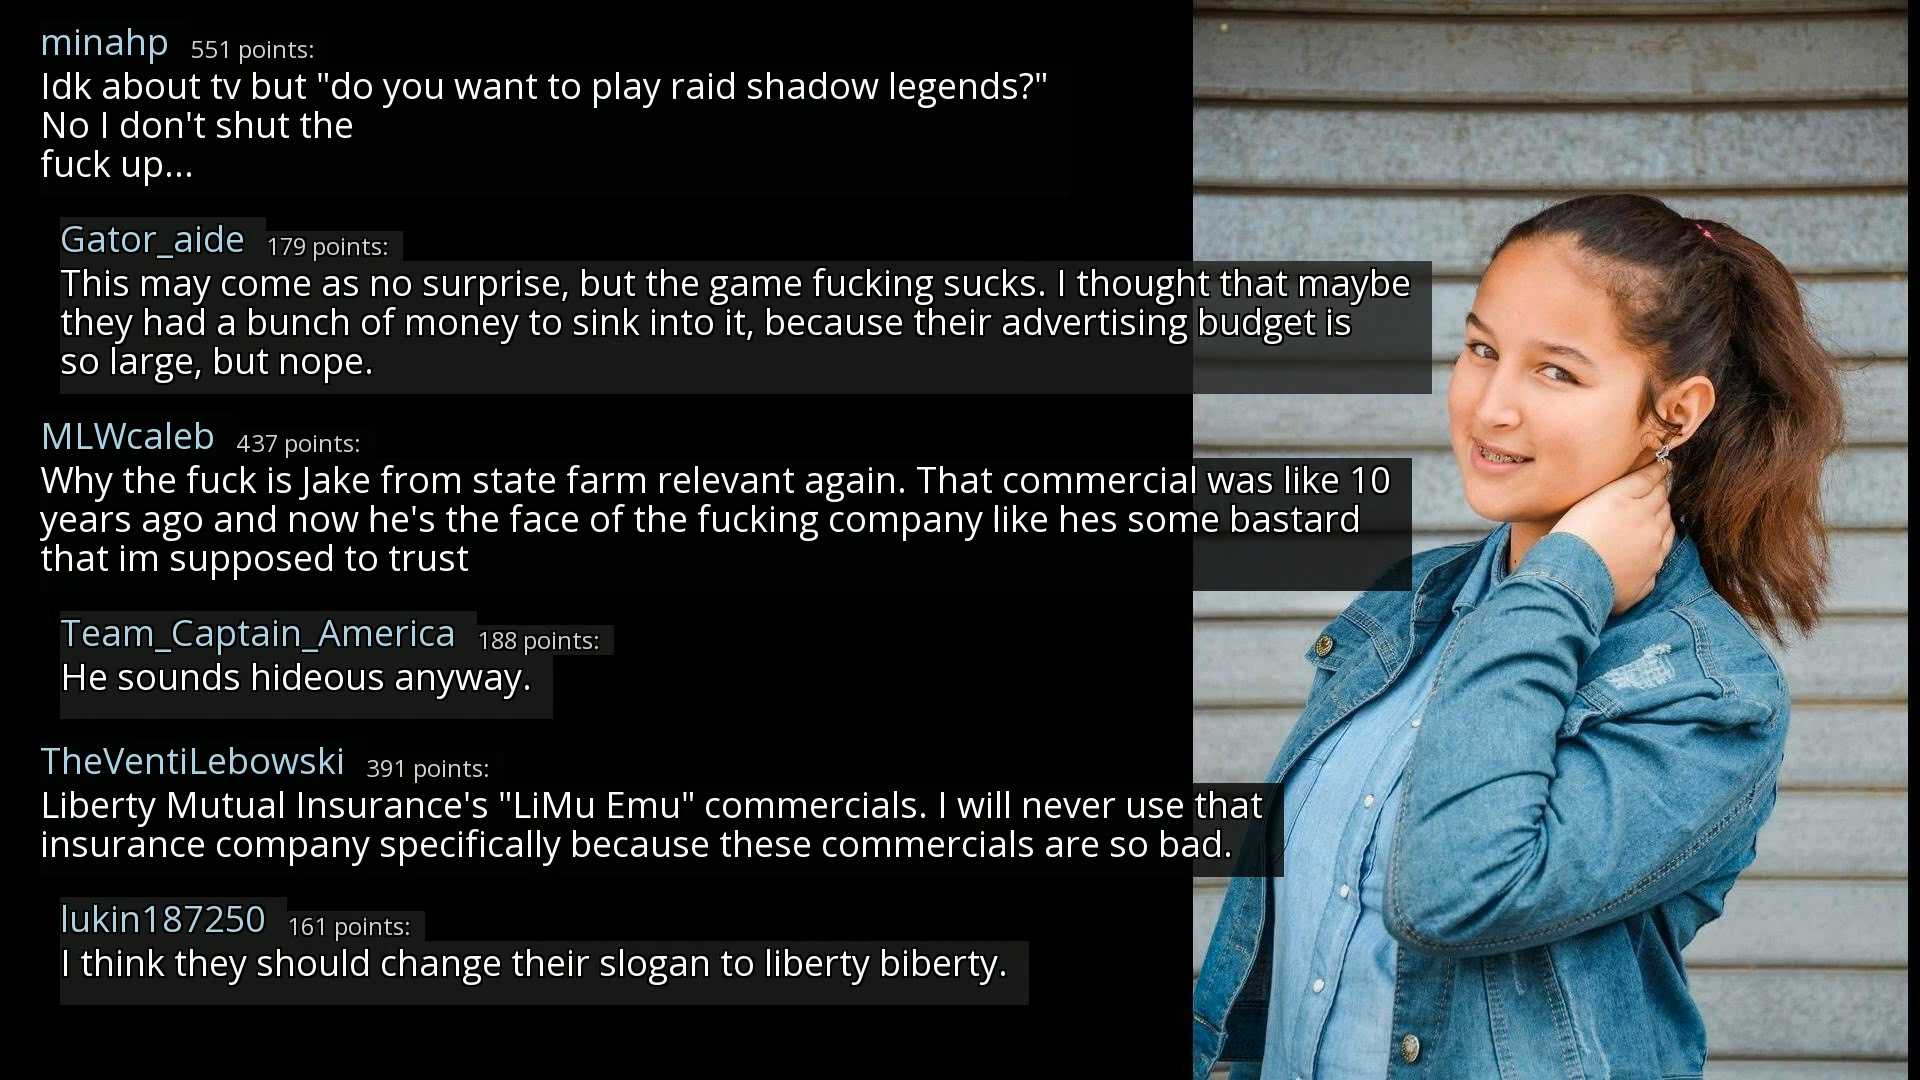 minahp 551 points:
Idk about tv but "do you want to play raid shadow legends?"
No I don't shut the
fuck up...
Gator_aide 179 points:
This may come as no surprise, but the game fucking sucks. I thought that maybe
they had a bunch of money to sink into it, because their advertising budget is
so large, but nope.
MLWcaleb 437 points:
Why the fuck is Jake from state farm relevant again. That commercial was like 10
years ago and now he's the face of the fucking company like hes some bastard
that im supposed to trust
Team_Captain_America 188 points:
He sounds hideous anyway.
TheVentiLebowski 391 points:
Liberty Mutual Insurance's "LiMu Emu" commercials. I will never use that
insurance company specifically because these commercials are so bad.
lukin187250 161 points:
I think they should change their slogan to liberty biberty.